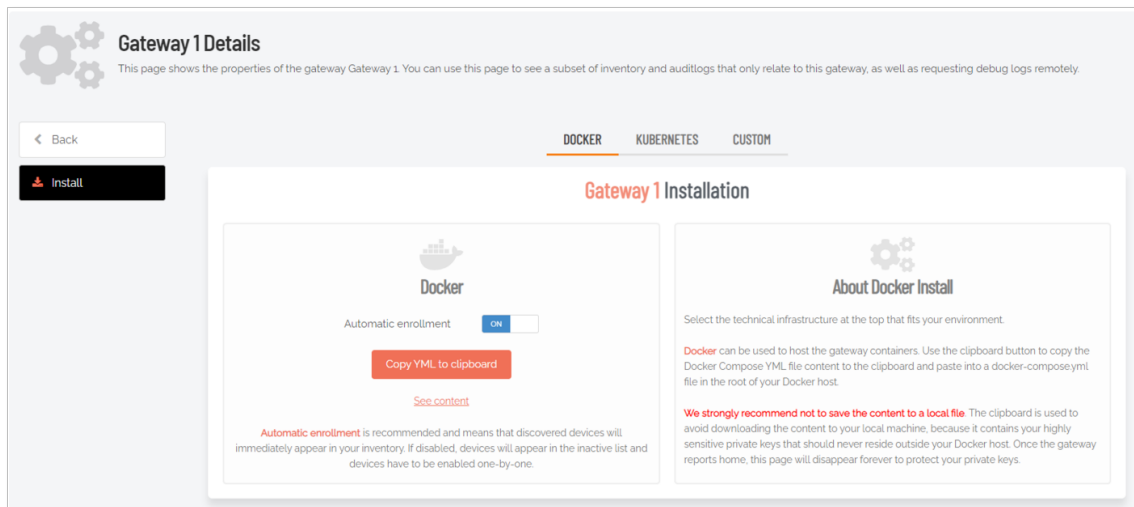 Gateway 1 Details
This page shows the properties of the gateway Gateway 1. You can use this page to see a subset of inventory and auditlogs that only relate to this gateway, as well as requesting debug logs remotely.
Back
Install
DOCKER KUBERNETES CUSTOM
Gateway 1 Installation
Docker
Automatic enrollment ON
Copy YML to clipboard
See content
Automatic enrollment is recommended and means that discovered devices will
immediately appear in your inventory. If disabled, devices will appear in the inactive list and
devices have to be enabled one-by-one.
About Docker Install
Select the technical infrastructure at the top that fits your environment.
Docker can be used to host the gateway containers. Use the clipboard button to copy the
Docker Compose YML file content to the clipboard and paste into a docker-compose.yml
file in the root of your Docker host.
We strongly recommend not to save the content to a local file. The clipboard is used to
avoid downloading the content to your local machine, because it contains your highly
sensitive private keys that should never reside outside your Docker host. Once the gateway
reports home, this page will disappear forever to protect your private keys.